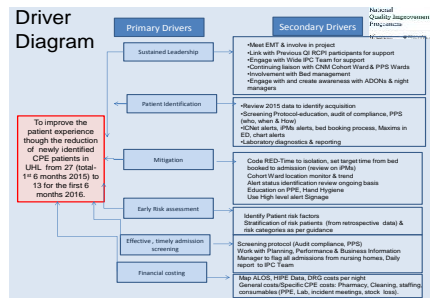 Driver
Diagram
National
Quality Improvement
Programme
Primary Drivers
Secondary Drivers
Sustained Leadership
•Meet EMT & involve in project
•Link with Previous QI RCPI participants for support
•Engage with Wide IPC Team for support
•Continuing liaison with CNM Cohort Ward & PPS Wards
•Involvement with Bed management
•Engage with and create awareness with ADONs & night
managers
Patient Identification
•Review 2015 data to identify acquisition
•Screening Protocol-education, audit of compliance, PPS
(who, when & How)
•ICNet alerts, iPMs alerts, bed booking process, Maxims in
ED, chart alerts
•Laboratory diagnostics & reporting
To improve the
patient experience
though the reduction
of newly identified
CPE patients in
UHL from 27 (total-
1st 6 months 2015) to
13 for the first 6
months 2016.
Mitigation
Code RED-Time to isolation, set target time from bed
booked to admission (review on iPMs)
Cohort Ward location monitor & trend
Alert status identification review ongoing basis
Education on PPE, Hand Hygiene
Use High level alert Signage
Early Risk assessment
Identify Patient risk factors
Stratification of risk patients (from retrospective data) &
risk categories as per guidance
Effective , timely admission
screening
Screening protocol (Audit compliance, PPS)
Work with Planning, Performance & Business Information
Manager to flag all admissions from nursing homes, Daily
report to IPC Team
Financial costing
Map ALOS, HIPE Data, DRG costs per night
General costs/Specific CPE costs: Pharmacy, Cleaning, staffing,
consumables (PPE, Lab, incident meetings, stock loss).